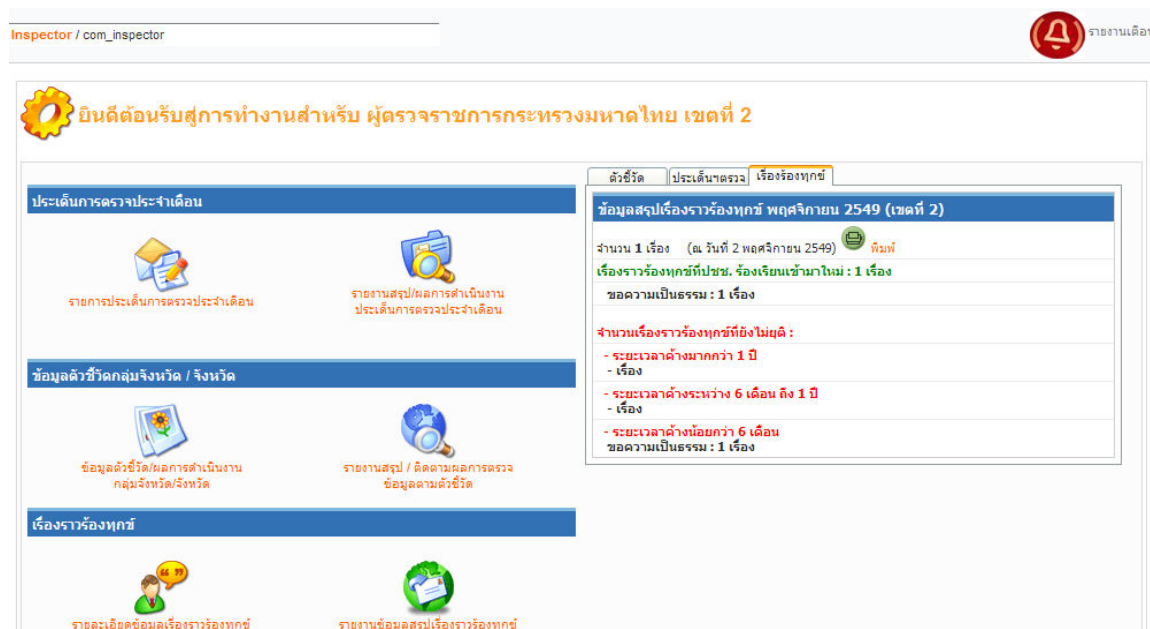 Inspector / com_inspector
รายงานเดือน
ยินดีต้อนรับสู่การทำงานสำหรับ ผู้ตรวจราชการกระทรวงมหาดไทย เขตที่ 2
ประเด็นการตรวจประจำเดือน
รายการประเด็นการตรวจประจำเดือน
รายงานสรุป/ผลการดำเนินงาน
ประเด็นการตรวจประจำเดือน
ข้อมูลตัวชี้วัดกลุ่มจังหวัด / จังหวัด
ข้อมูลตัวชี้วัด/ผลการดำเนินงาน
กลุ่มจังหวัด/จังหวัด
รายงานสรุป / ติดตามผลการตรวจ
ข้อมูลตามตัวชี้วัด
เรื่องราวร้องทุกข์
รายละเอียดข้อมูลเรื่องราวร้องทุกข์
รายงานข้อมูลสรุปเรื่องราวร้องทุกข์
ตัวชี้วัด
ประเด็นฯตรวจ
เรื่องร้องทุกข์
ข้อมูลสรุปเรื่องราวร้องทุกข์ พฤศจิกายน 2549 (เขตที่ 2)
จำนวน 1 เรื่อง (ณ วันที่ 2 พฤศจิกายน 2549) พิมพ์
เรื่องราวร้องทุกข์ที่ปชช. ร้องเรียนเข้ามาใหม่ : 1 เรื่อง
ขอความเป็นธรรม : 1 เรื่อง
จำนวนเรื่องราวร้องทุกข์ที่ยังไม่ยุติ :
- ระยะเวลาค้างมากกว่า 1 ปี
- เรื่อง
- ระยะเวลาค้างระหว่าง 6 เดือน ถึง 1 ปี
- เรื่อง
- ระยะเวลาค้างน้อยกว่า 6 เดือน
ขอความเป็นธรรม : 1 เรื่อง